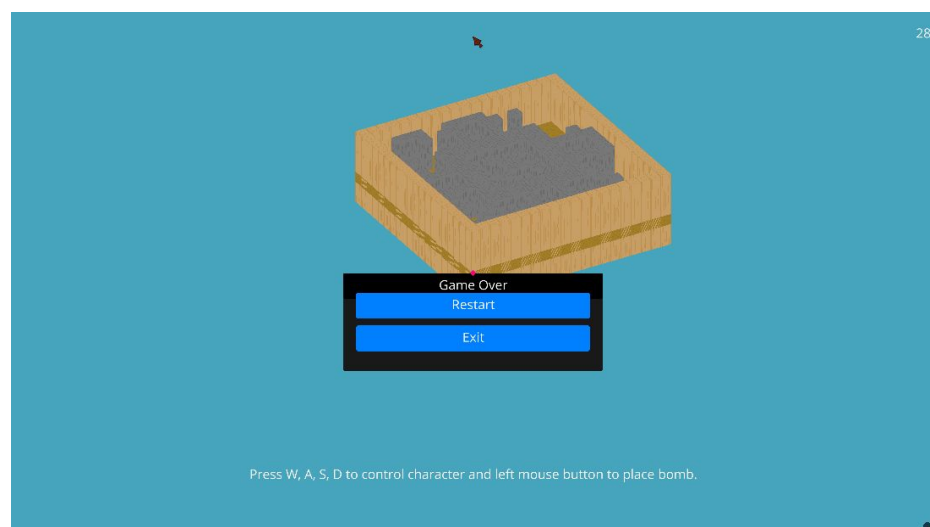 28
Game Over
Restart
Exit
Press W, A, S, D to control character and left mouse button to place bomb.